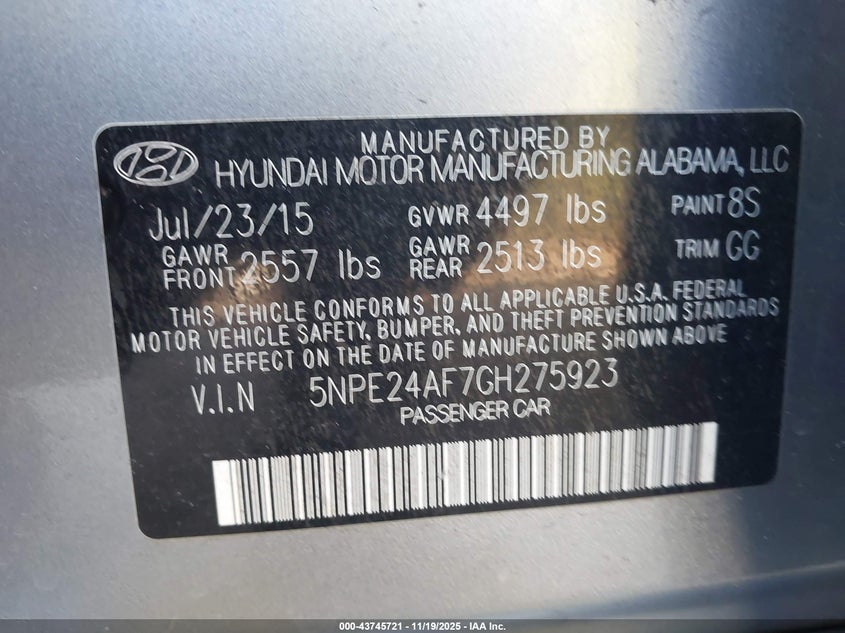 MANUFACTURED BY
HYUNDAI MOTOR MANUFACTURING ALABAMA, LLC
Jul/23/15 GVWR 4497 lbs PAINT 8S
GAWR FRONT 2557 lbs GAWR REAR 2513 lbs TRIM GG
THIS VEHICLE CONFORMS TO ALL APPLICABLE U.S.A. FEDERAL
MOTOR VEHICLE SAFETY, BUMPER, AND THEFT PREVENTION STANDARDS
IN EFFECT ON THE DATE OF MANUFACTURE SHOWN ABOVE
V.I.N 5NPE24AF7GH275923
PASSENGER CAR
© 43745721 - 11/19/2025 - IAA Inc.